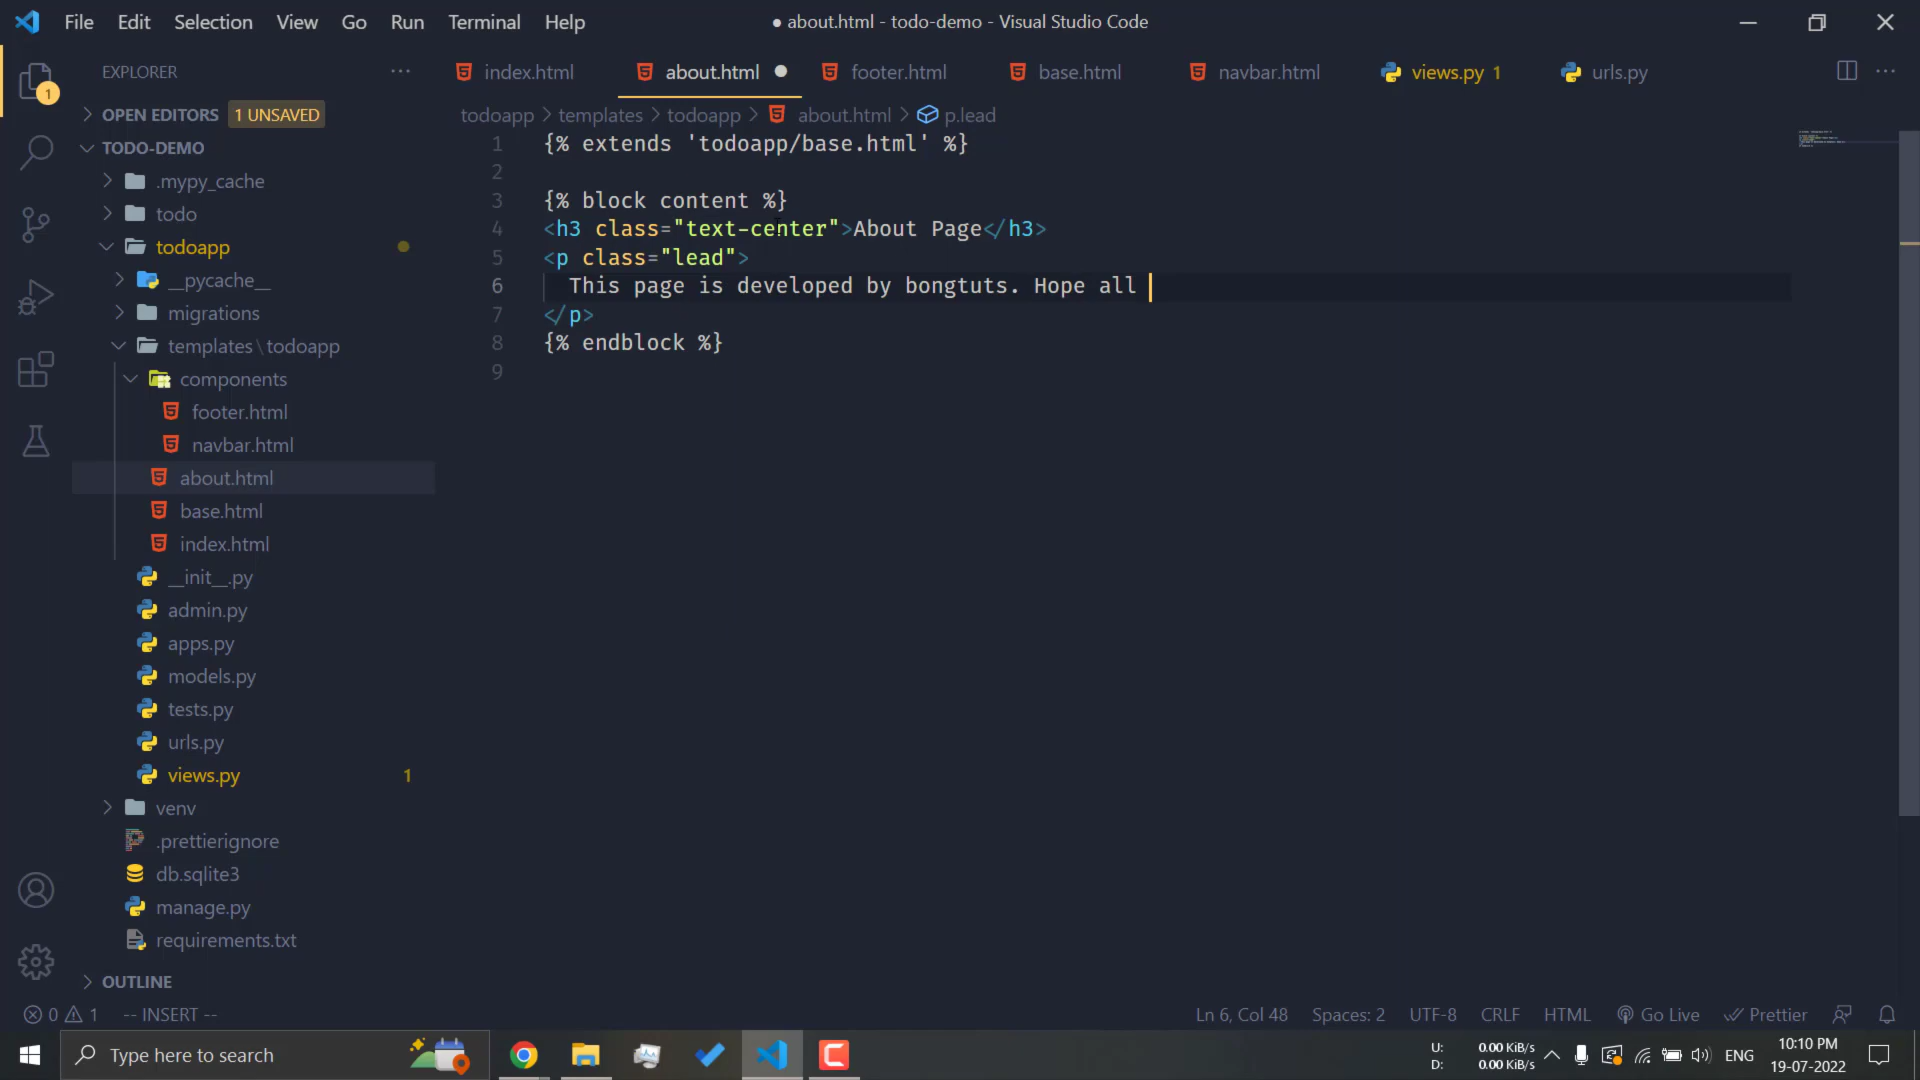 File Edit Selection View Go Run Terminal Help
● about.html - todo-demo - Visual Studio Code
EXPLORER
index.html
about.html
footer.html
base.html
navbar.html
views.py 1
urls.py
1
OPEN EDITORS 1 UNSAVED
todoapp > templates > todoapp > about.html > p.lead
TODO-DEMO
.mypy_cache
todo
todoapp
__pycache__
migrations
templates\todoapp
components
footer.html
navbar.html
about.html
base.html
index.html
__init__.py
admin.py
apps.py
models.py
tests.py
urls.py
views.py 1
venv
.prettierignore
db.sqlite3
manage.py
requirements.txt
OUTLINE
1 {% extends 'todoapp/base.html' %}
2
3 {% block content %}
4 <h3 class="text-center">About Page</h3>
5 <p class="lead">
6 This page is developed by bongtuts. Hope all
7 </p>
8 {% endblock %}
9
0 1 -- INSERT --
Ln 6, Col 48 Spaces: 2 UTF-8 CRLF HTML Go Live Prettier
Type here to search
U: 0.00 KiB/s
D: 0.00 KiB/s
ENG
10:10 PM
19-07-2022